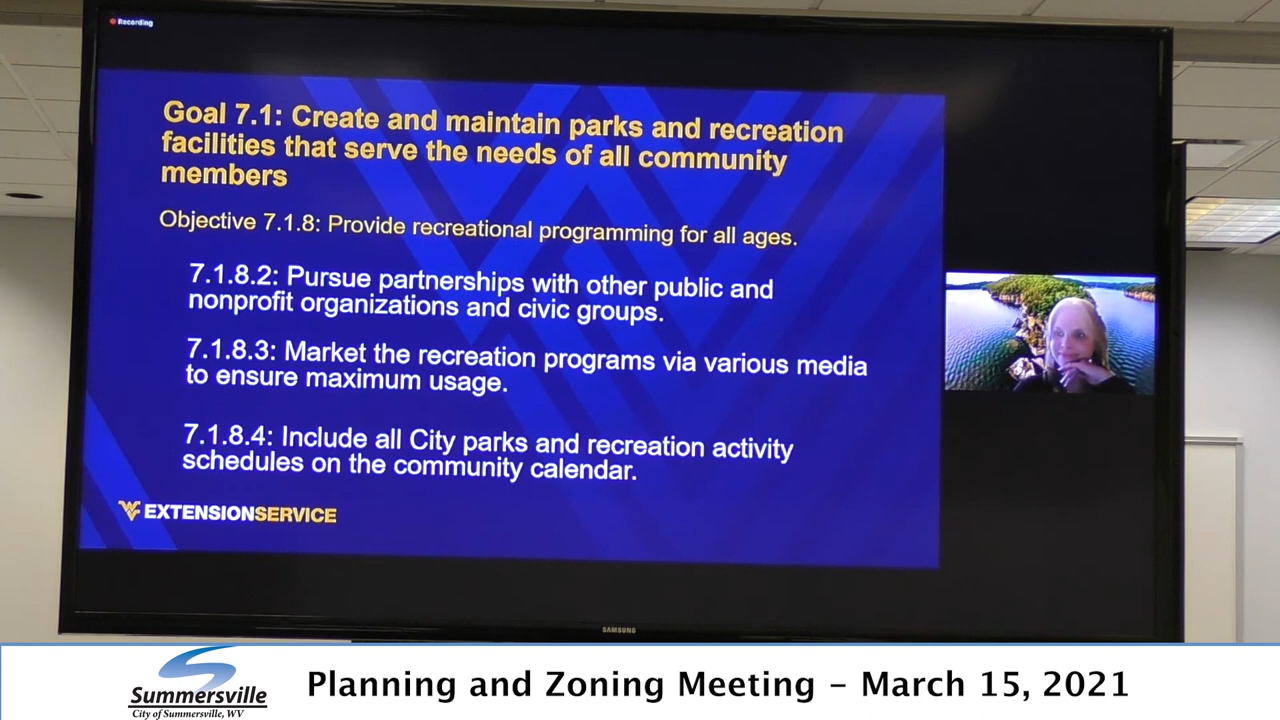 Recording
Goal 7.1: Create and maintain parks and recreation
facilities that serve the needs of all community
members
Objective 7.1.8: Provide recreational programming for all ages.
7.1.8.2: Pursue partnerships with other public and
nonprofit organizations and civic groups.
7.1.8.3: Market the recreation programs via various media
to ensure maximum usage.
7.1.8.4: Include all City parks and recreation activity
schedules on the community calendar.
WV EXTENSIONSERVICE
SAMSUNG
Summersville
City of Summersville, WV
Planning and Zoning Meeting – March 15, 2021